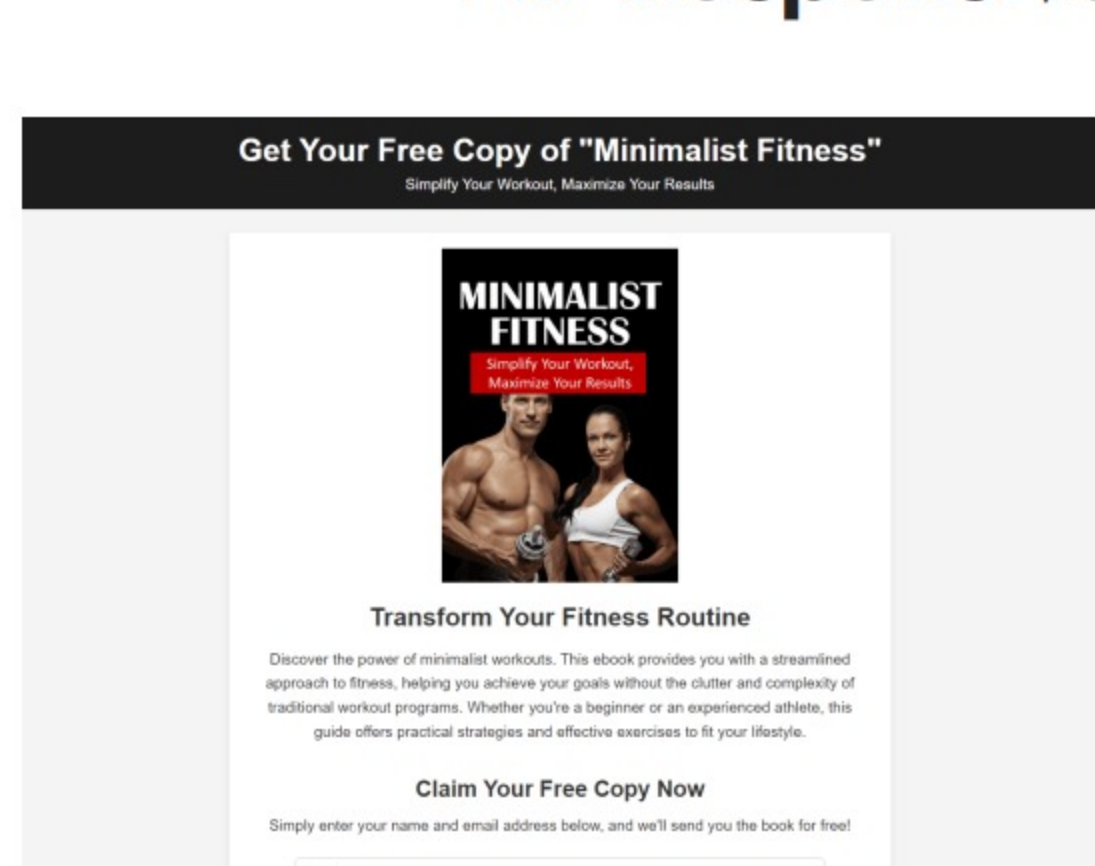 Get Your Free Copy of "Minimalist Fitness"
Simplify Your Workout, Maximize Your Results
MINIMALIST
FITNESS
Simplify Your Workout,
Maximize Your Results
Transform Your Fitness Routine
Discover the power of minimalist workouts. This ebook provides you with a streamlined
approach to fitness, helping you achieve your goals without the clutter and complexity of
traditional workout programs. Whether you're a beginner or an experienced athlete, this
guide offers practical strategies and effective exercises to fit your lifestyle.
Claim Your Free Copy Now
Simply enter your name and email address below, and we'll send you the book for free!